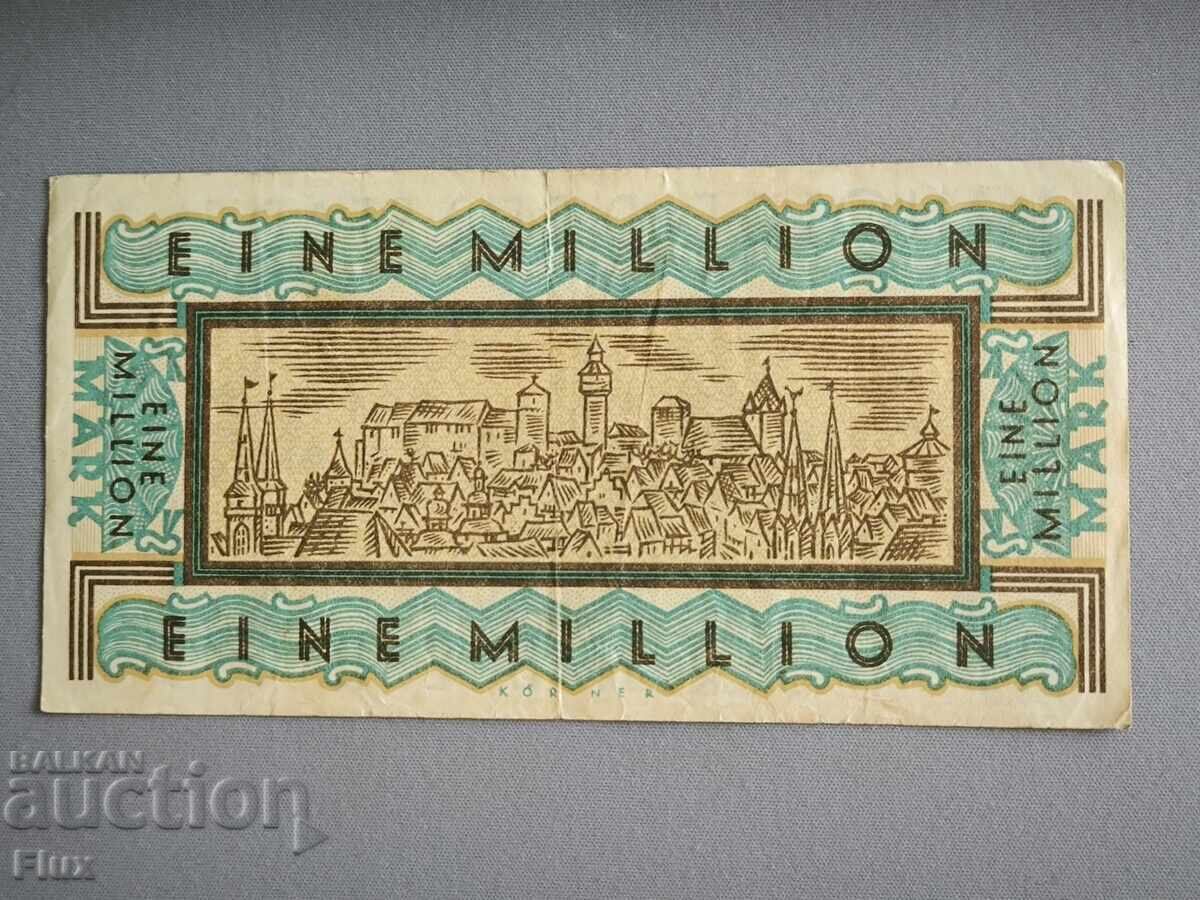 EINE MILLION
EINE
MILLION
MARK
EINE
MILLION
MARK
EINE MILLION
KÖRNER
BALKAN
auction
Flux